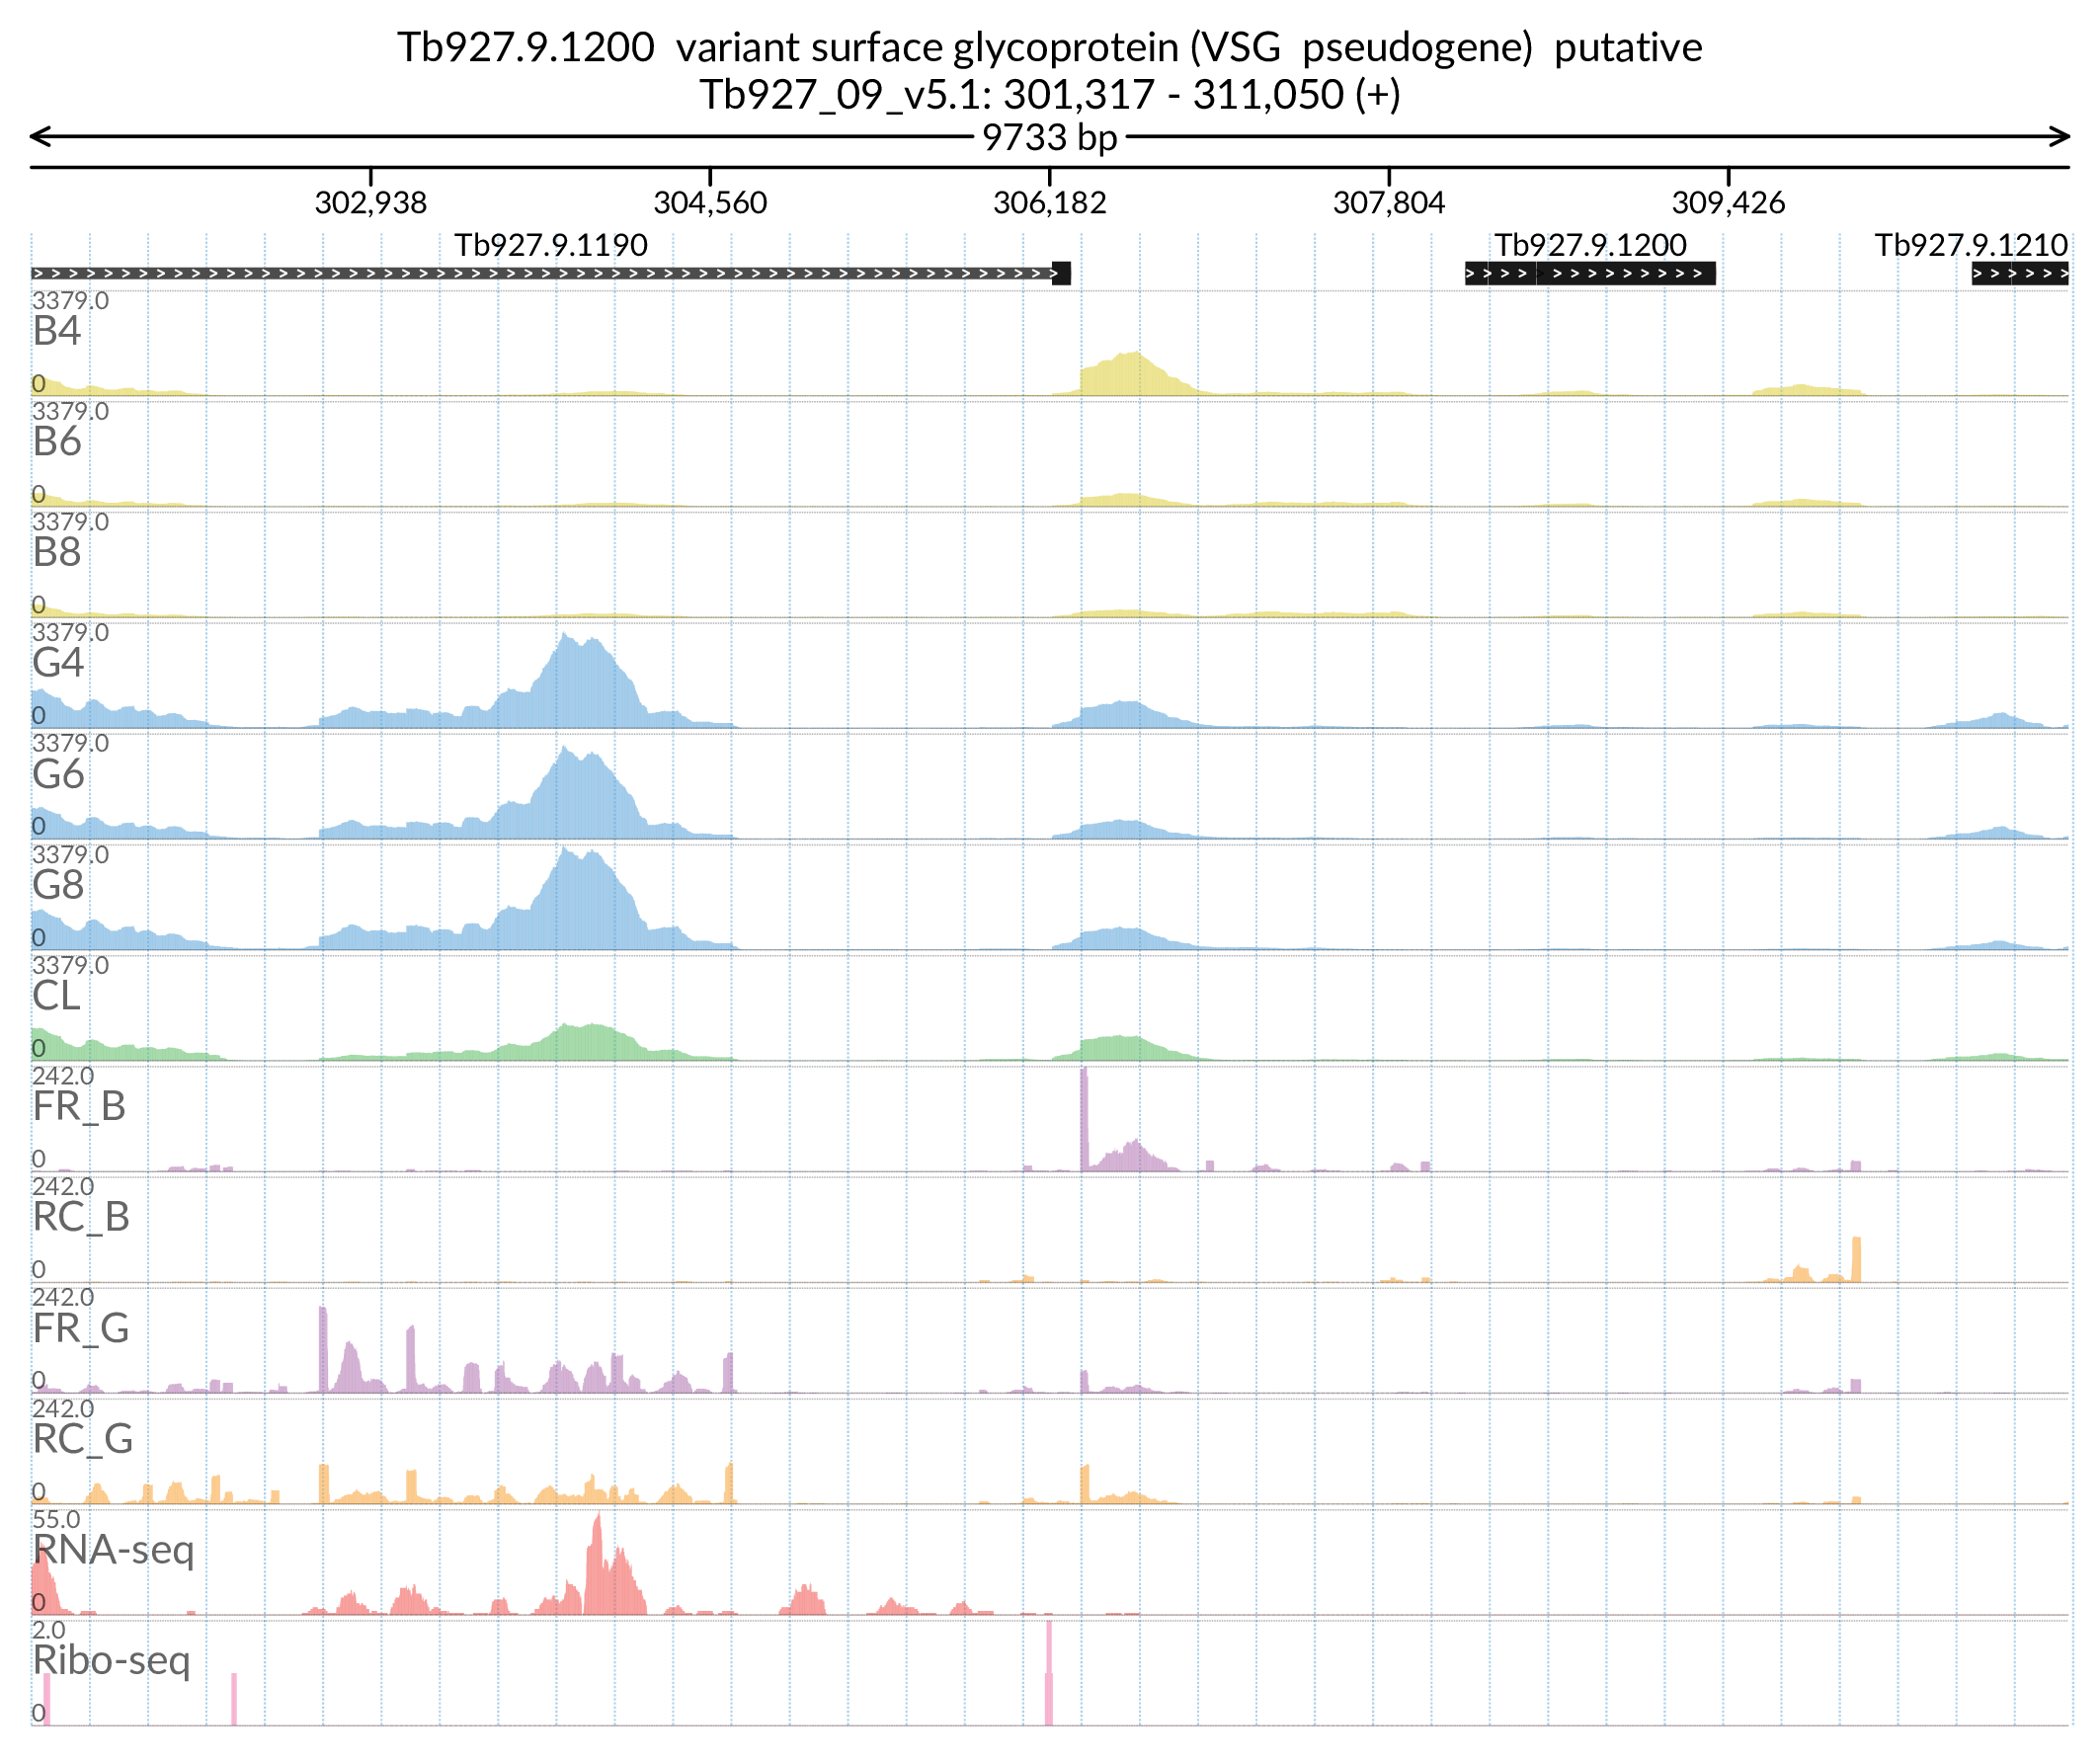 Tb927.9.1200 variant surface glycoprotein (VSG pseudogene) putative
Tb927_09_v5.1: 301,317 - 311,050 (+)
9733 bp
302,938 304,560 306,182 307,804 309,426
Tb927.9.1190 Tb927.9.1200 Tb927.9.1210
3379.0
B4
0
3379.0
B6
0
3379.0
B8
0
3379.0
G4
0
3379.0
G6
0
3379.0
G8
0
3379.0
CL
0
242.0
FR_B
0
242.0
RC_B
0
242.0
FR_G
0
242.0
RC_G
0
55.0
RNA-seq
0
2.0
Ribo-seq
0